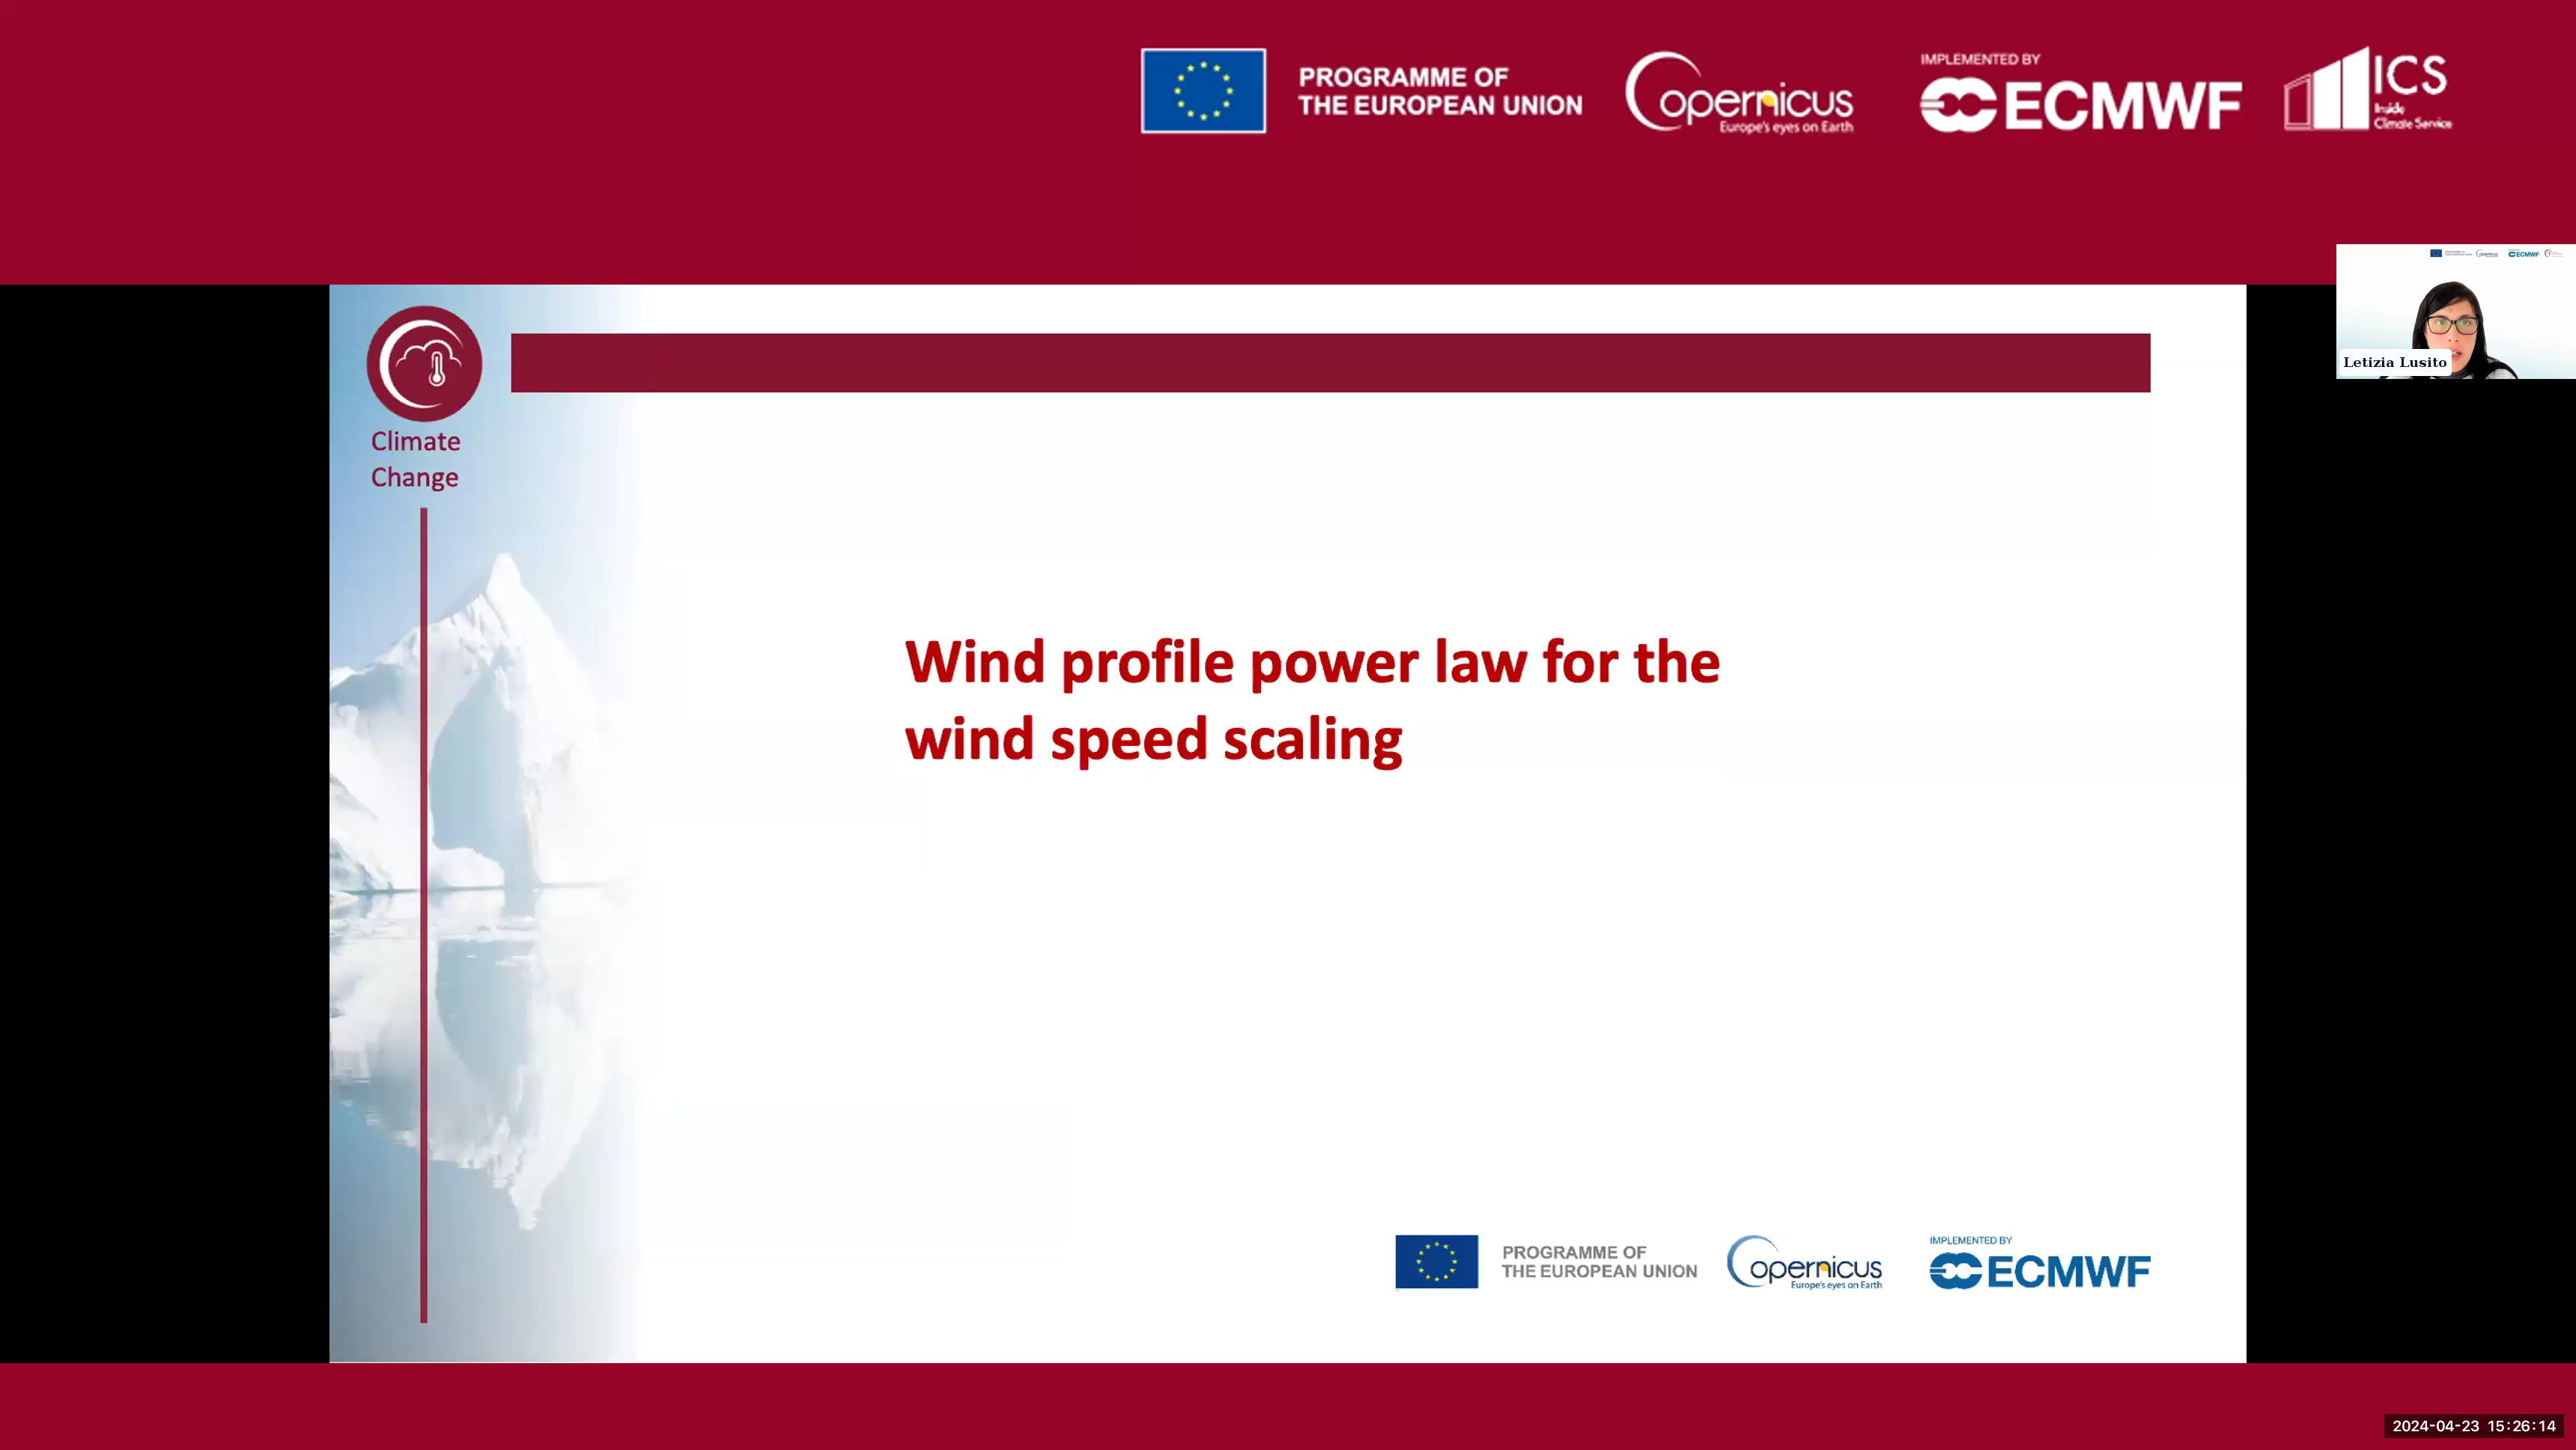 PROGRAMME OF
THE EUROPEAN UNION
Copernicus
Europe's eyes on Earth
IMPLEMENTED BY
ECMWF
ICS
Inside
Climate Service
ECMWF
Letizia Lusito
Climate
Change
Wind profile power law for the
wind speed scaling
PROGRAMME OF
THE EUROPEAN UNION
Copernicus
Europe's eyes on Earth
IMPLEMENTED BY
ECMWF
2024-04-23 15:26:14